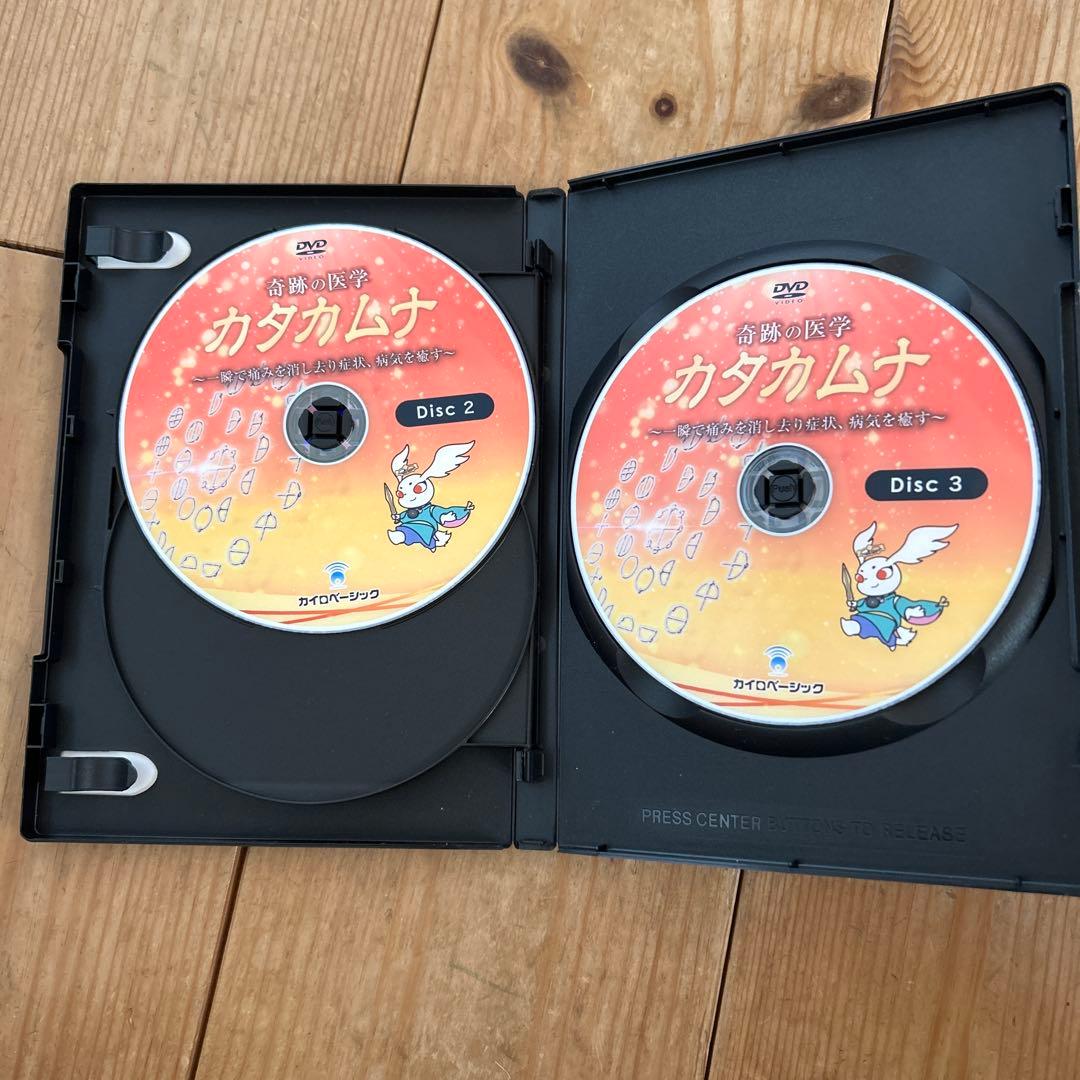 DVD
VIDEO
奇跡の医学
カタカムナ
～一瞬で痛みを消し去り症状、病気を癒す～
Disc 2
カイロベーシック
DVD
VIDEO
奇跡の医学
カタカムナ
～一瞬で痛みを消し去り症状、病気を癒す～
Push
Disc 3
カイロベーシック
PRESS CENTER BUTTONS TO RELEASE